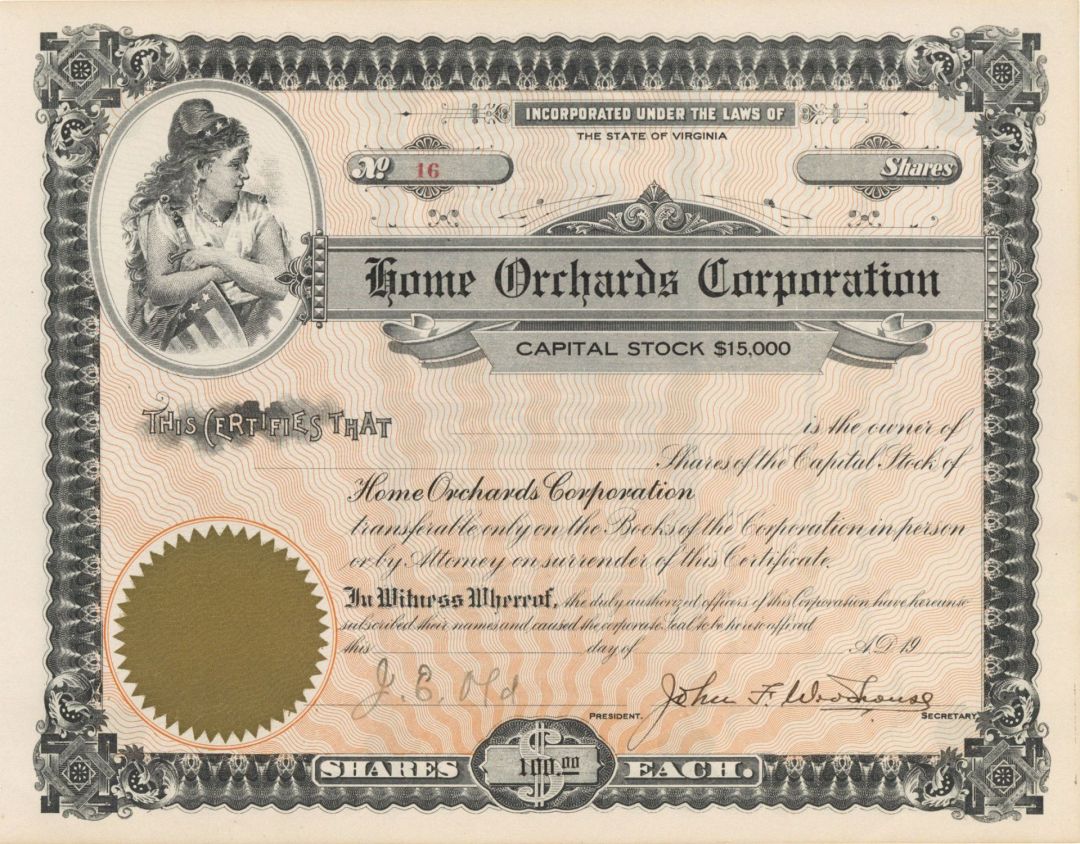 INCORPORATED UNDER THE LAWS OF
THE STATE OF VIRGINIA
No 16
Shares
Home Orchards Corporation
CAPITAL STOCK $15,000
THIS CERTIFIES THAT is the owner of
Shares of the Capital Stock of
Home Orchards Corporation
transferable only on the Books of the Corporation in person
or by Attorney on surrender of this Certificate.
In Witness Whereof, the duly authorized officers of this Corporation have hereunto
subscribed their names and caused the corporate Seal to be hereto affixed
this day of A.D. 19
J. E. Old John F. Woodhouse
PRESIDENT. SECRETARY
SHARES $100.00 EACH.